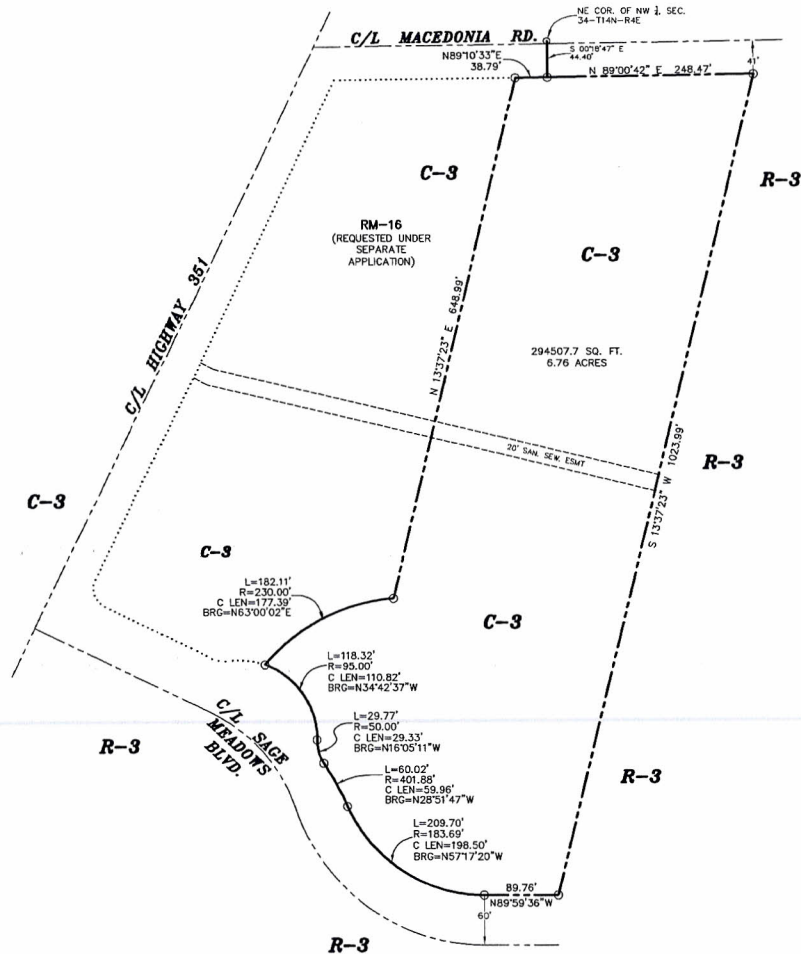 NE COR. OF NW ¼, SEC.
34-T14N-R4E
C/L MACEDONIA RD.
N89°10'33"E
38.79'
S 00°18'47" E
44.40'
N 89°00'42" E 248.47'
41'
C-3
R-3
RM-16
(REQUESTED UNDER
SEPARATE
APPLICATION)
C-3
C/L HIGHWAY 351
N 13°37'23" E 648.99'
294507.7 SQ. FT.
6.76 ACRES
20' SAN. SEW. ESMT
R-3
S 13°37'23" W 1023.99'
C-3
C-3
L=182.11'
R=230.00'
C LEN=177.39'
BRG=N63°00'02"E
C-3
L=118.32'
R=95.00'
C LEN=110.82'
BRG=N34°42'37"W
C/L SAGE
MEADOWS
BLVD.
R-3
L=29.77'
R=50.00'
C LEN=29.33'
BRG=N16°05'11"W
R-3
L=60.02'
R=401.88'
C LEN=59.96'
BRG=N28°51'47"W
L=209.70'
R=183.69'
C LEN=198.50'
BRG=N57°17'20"W
89.76'
N89°59'36"W
60'
R-3